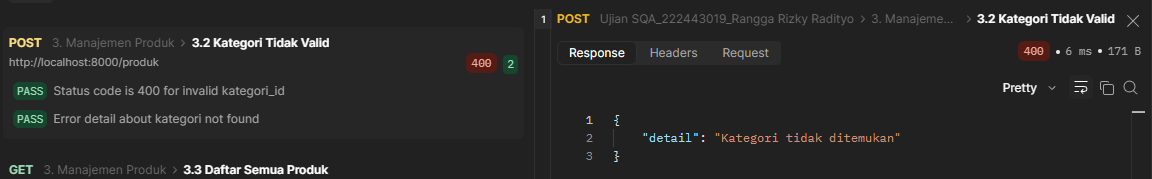 POST 3. Manajemen Produk > 3.2 Kategori Tidak Valid
http://localhost:8000/produk
400 2
PASS Status code is 400 for invalid kategori_id
PASS Error detail about kategori not found
GET 3. Manajemen Produk > 3.3 Daftar Semua Produk
1 POST Ujian SQA_222443019_Rangga Rizky Radityo > 3. Manajeme... > 3.2 Kategori Tidak Valid
Response Headers Request
400 • 6 ms • 171 B
Pretty
1 {
2 "detail": "Kategori tidak ditemukan"
3 }